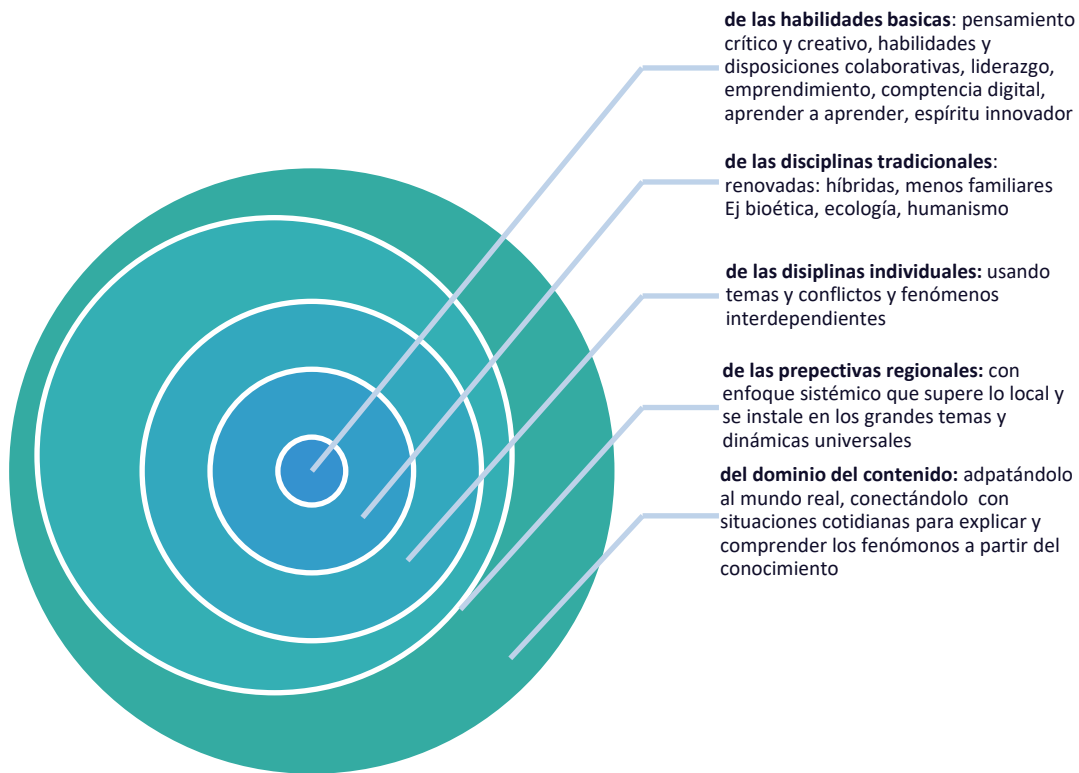 de las habilidades basicas: pensamiento
crítico y creativo, habilidades y
disposiciones colaborativas, liderazgo,
emprendimiento, comptencia digital,
aprender a aprender, espíritu innovador
de las disciplinas tradicionales:
renovadas: híbridas, menos familiares
Ej bioética, ecología, humanismo
de las disiplinas individuales: usando
temas y conflictos y fenómenos
interdependientes
de las prepectivas regionales: con
enfoque sistémico que supere lo local y
se instale en los grandes temas y
dinámicas universales
del dominio del contenido: adpatándolo
al mundo real, conectándolo con
situaciones cotidianas para explicar y
comprender los fenómonos a partir del
conocimiento